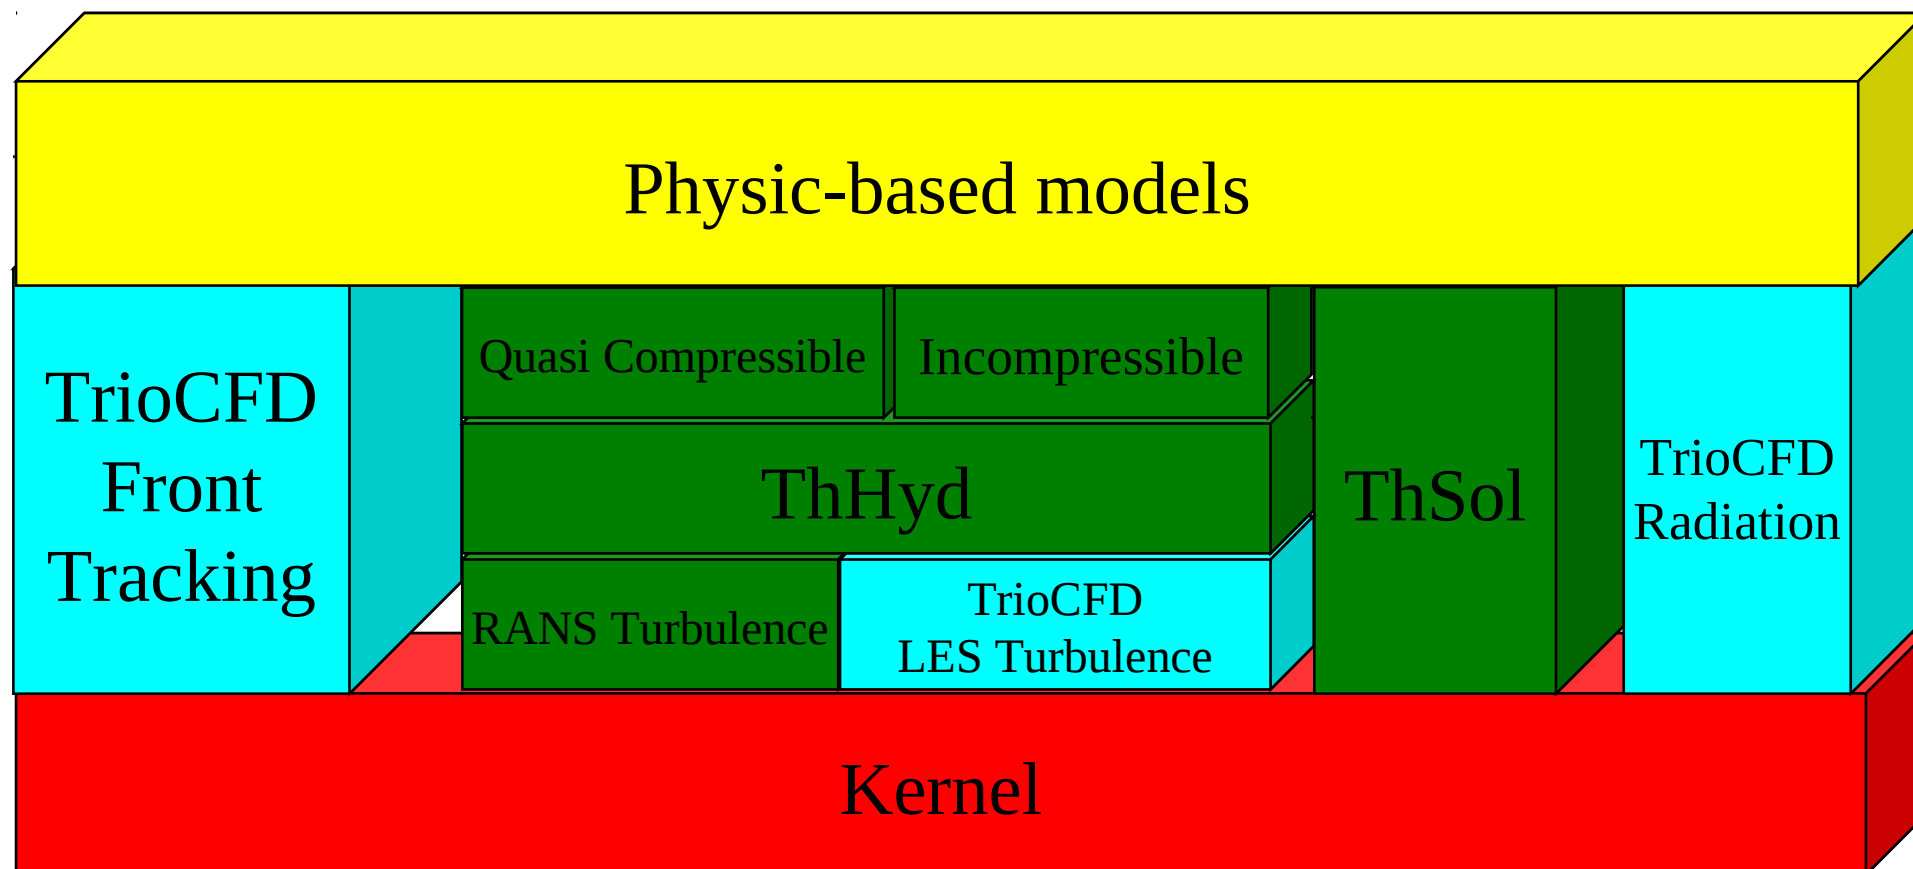 Physic-based models
TrioCFD
Front
Tracking
Quasi Compressible
Incompressible
ThHyd
RANS Turbulence
TrioCFD
LES Turbulence
ThSol
TrioCFD
Radiation
Kernel